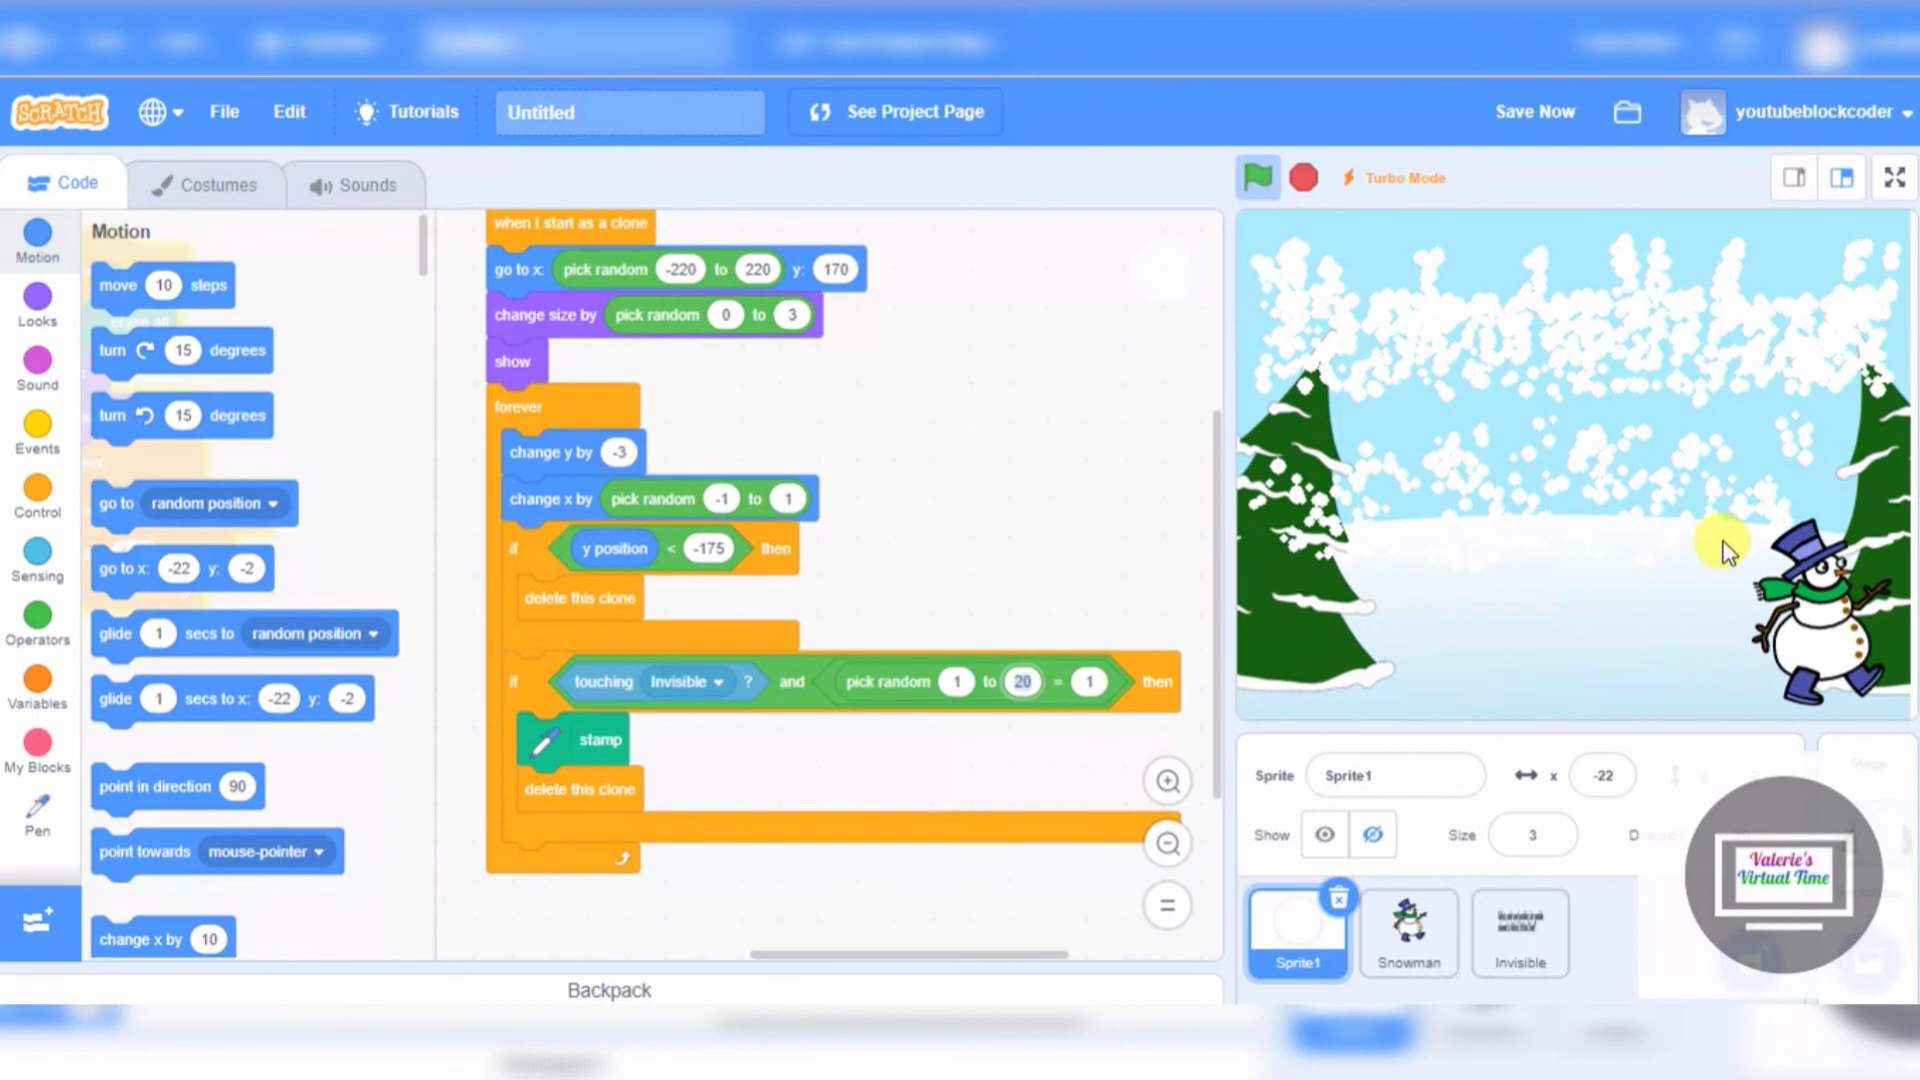 SCRATCH File Edit Tutorials Untitled See Project Page Save Now youtubeblockcoder
Code Costumes Sounds Turbo Mode
Motion
Looks
Sound
Events
Control
Sensing
Operators
Variables
My Blocks
Pen
Motion
move 10 steps
turn 15 degrees
turn 15 degrees
go to random position
go to x: -22 y: -2
glide 1 secs to random position
glide 1 secs to x: -22 y: -2
point in direction 90
point towards mouse-pointer
change x by 10
when I start as a clone
go to x: pick random -220 to 220 y: 170
change size by pick random 0 to 3
show
forever
change y by -3
change x by pick random -1 to 1
if y position < -175 then
delete this clone
if touching Invisible ? and pick random 1 to 20 = 1 then
stamp
delete this clone
Backpack
Sprite Sprite1 x -22
Show Size 3
Sprite1 Snowman Invisible
Valerie's
Virtual Time